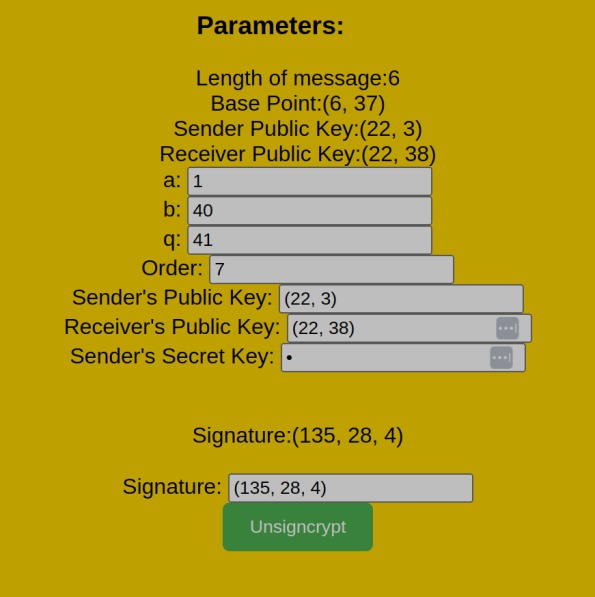 Parameters:
Length of message:6
Base Point:(6, 37)
Sender Public Key:(22, 3)
Receiver Public Key:(22, 38)
a: 1
b: 40
q: 41
Order: 7
Sender's Public Key: (22, 3)
Receiver's Public Key: (22, 38)
Sender's Secret Key: •
Signature:(135, 28, 4)
Signature: (135, 28, 4)
Unsigncrypt